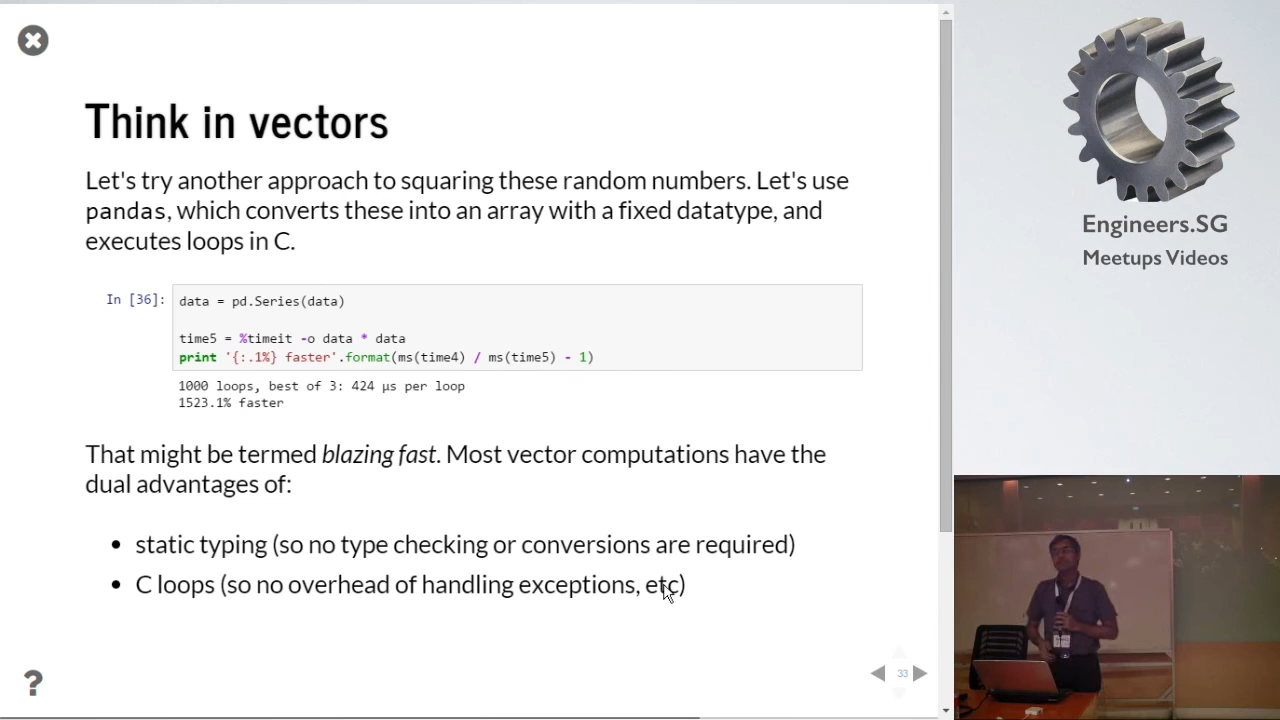 Think in vectors
Let's try another approach to squaring these random numbers. Let's use
pandas, which converts these into an array with a fixed datatype, and
executes loops in C.
In [36]:
data = pd.Series(data)
time5 = %timeit -o data * data
print '{:.1%} faster'.format(ms(time4) / ms(time5) - 1)
1000 loops, best of 3: 424 µs per loop
1523.1% faster
That might be termed blazing fast. Most vector computations have the
dual advantages of:
• static typing (so no type checking or conversions are required)
• C loops (so no overhead of handling exceptions, etc)
?
33
Engineers.SG
Meetups Videos